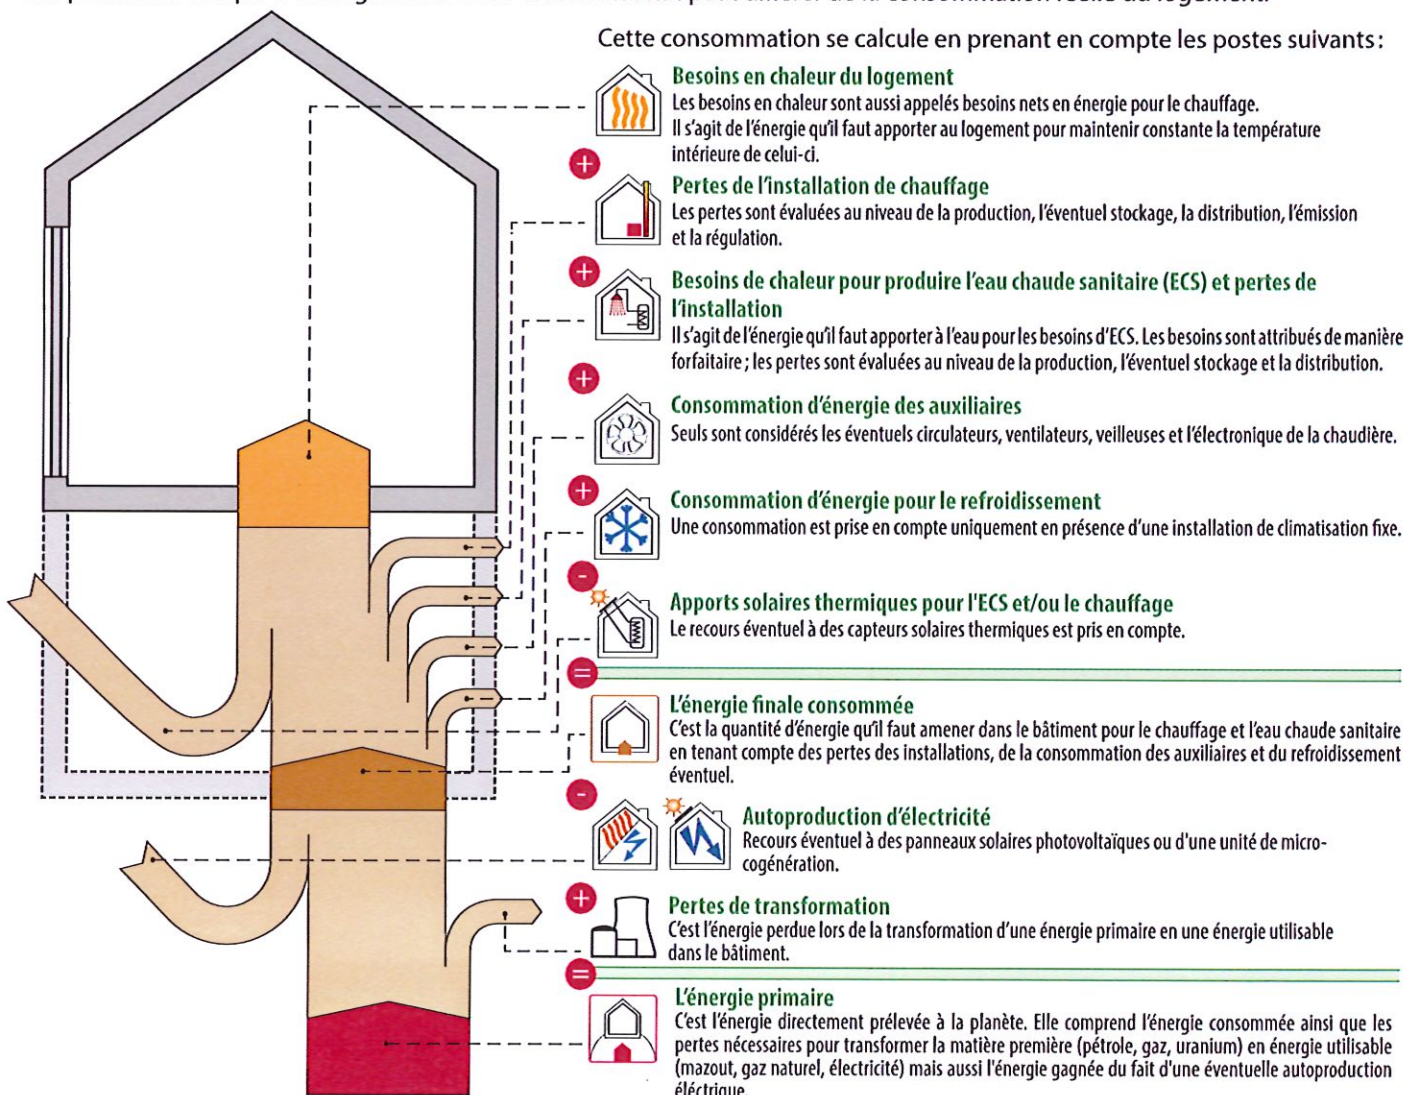 Cette consommation se calcule en prenant en compte les postes suivants :
Besoins en chaleur du logement
Les besoins en chaleur sont aussi appelés besoins nets en énergie pour le chauffage.
Il s'agit de l'énergie qu'il faut apporter au logement pour maintenir constante la température
intérieure de celui-ci.
+
Pertes de l'installation de chauffage
Les pertes sont évaluées au niveau de la production, l'éventuel stockage, la distribution, l'émission
et la régulation.
+
Besoins de chaleur pour produire l'eau chaude sanitaire (ECS) et pertes de
l'installation
Il s'agit de l'énergie qu'il faut apporter à l'eau pour les besoins d'ECS. Les besoins sont attribués de manière
forfaitaire ; les pertes sont évaluées au niveau de la production, l'éventuel stockage et la distribution.
+
Consommation d'énergie des auxiliaires
Seuls sont considérés les éventuels circulateurs, ventilateurs, veilleuses et l'électronique de la chaudière.
+
Consommation d'énergie pour le refroidissement
Une consommation est prise en compte uniquement en présence d'une installation de climatisation fixe.
-
Apports solaires thermiques pour l'ECS et/ou le chauffage
Le recours éventuel à des capteurs solaires thermiques est pris en compte.
=
L'énergie finale consommée
C'est la quantité d'énergie qu'il faut amener dans le bâtiment pour le chauffage et l'eau chaude sanitaire
en tenant compte des pertes des installations, de la consommation des auxiliaires et du refroidissement
éventuel.
-
Autoproduction d'électricité
Recours éventuel à des panneaux solaires photovoltaïques ou d'une unité de micro-
cogénération.
+
Pertes de transformation
C'est l'énergie perdue lors de la transformation d'une énergie primaire en une énergie utilisable
dans le bâtiment.
=
L'énergie primaire
C'est l'énergie directement prélevée à la planète. Elle comprend l'énergie consommée ainsi que les
pertes nécessaires pour transformer la matière première (pétrole, gaz, uranium) en énergie utilisable
(mazout, gaz naturel, électricité) mais aussi l'énergie gagnée du fait d'une éventuelle autoproduction
éléctrique.